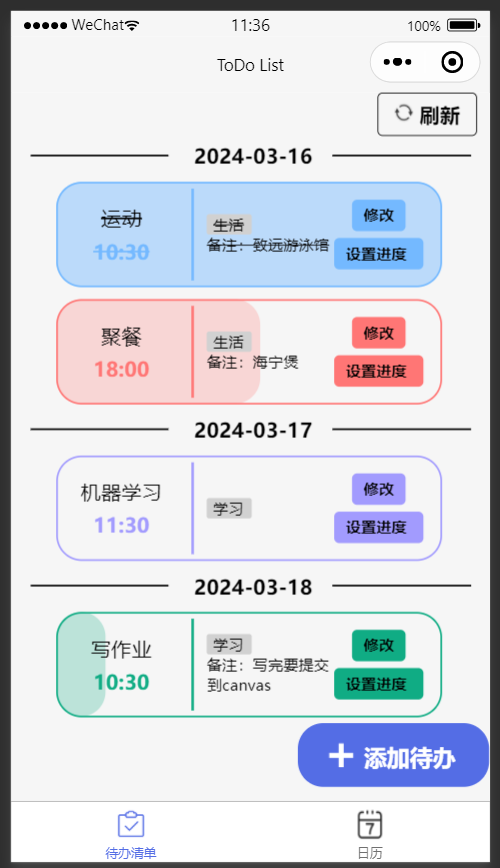 WeChat 11:36 100%
ToDo List
刷新
2024-03-16
运动
10:30
生活
备注：致远游泳馆
修改
设置进度
聚餐
18:00
生活
备注：海宁煲
修改
设置进度
2024-03-17
机器学习
11:30
学习
修改
设置进度
2024-03-18
写作业
10:30
学习
备注：写完要提交
到canvas
修改
设置进度
+ 添加待办
待办清单
7
日历